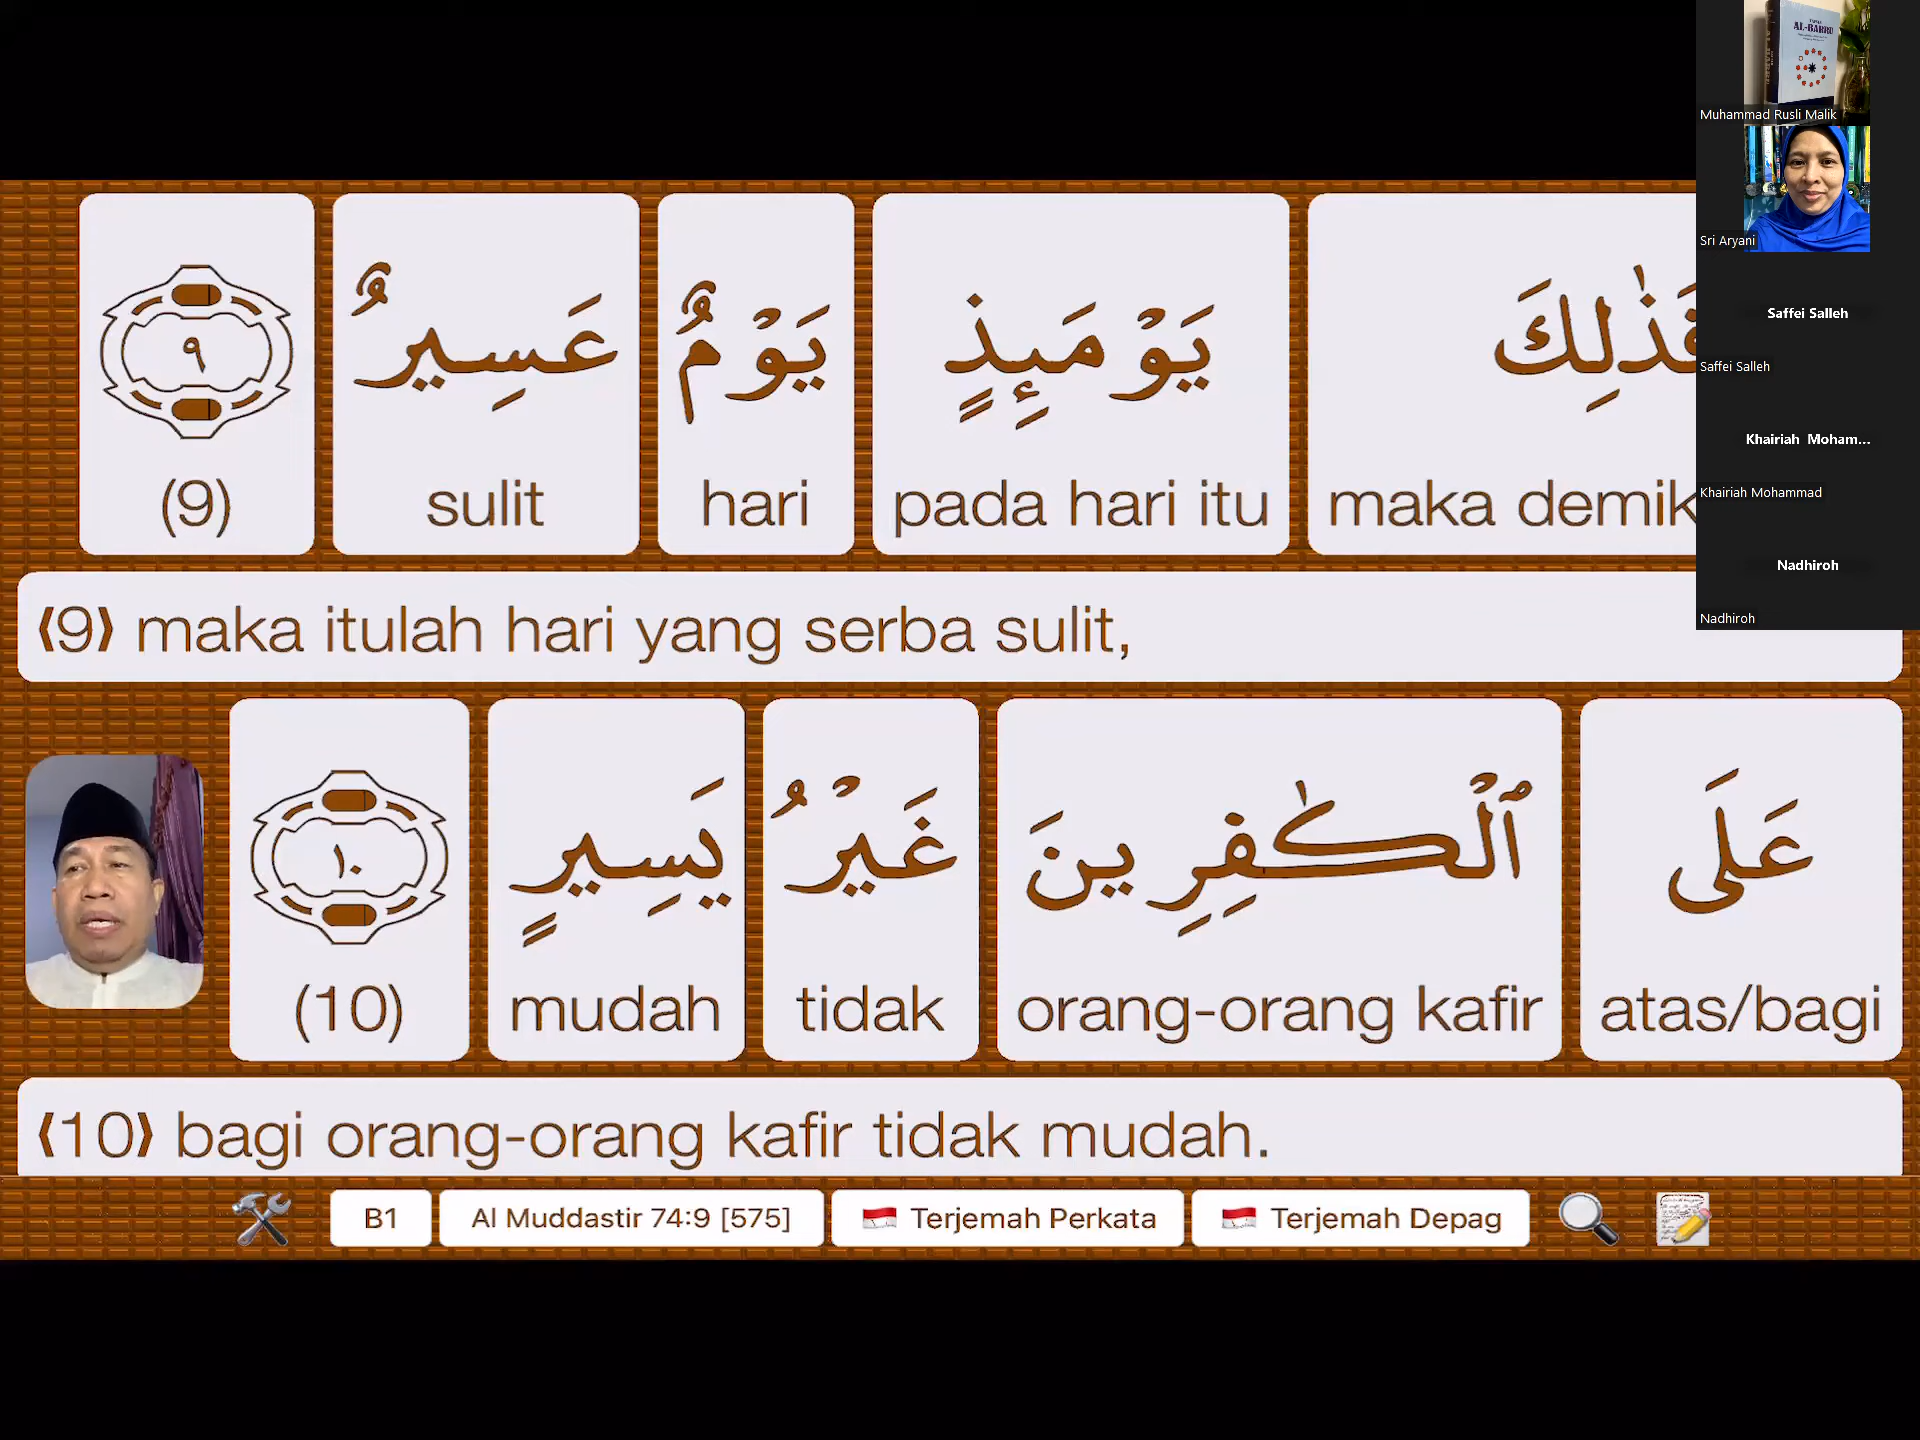 فَذَٰلِكَ يَوْمَئِذٍ يَوْمٌ عَسِيرٌ ٩
maka demik pada hari itu hari sulit (9)
⟨9⟩ maka itulah hari yang serba sulit,
عَلَى ٱلْكَٰفِرِينَ غَيْرُ يَسِيرٍ ١٠
atas/bagi orang-orang kafir tidak mudah (10)
⟨10⟩ bagi orang-orang kafir tidak mudah.
B1 Al Muddastir 74:9 [575] Terjemah Perkata Terjemah Depag
AL-BARRU
Muhammad Rusli Malik
Sri Aryani
Saffei Salleh
Saffei Salleh
Khairiah Moham...
Khairiah Mohammad
Nadhiroh
Nadhiroh